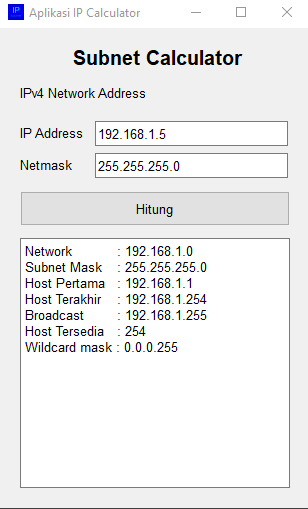 IP Aplikasi IP Calculator
Subnet Calculator
IPv4 Network Address
IP Address 192.168.1.5
Netmask 255.255.255.0
Hitung
Network : 192.168.1.0
Subnet Mask : 255.255.255.0
Host Pertama : 192.168.1.1
Host Terakhir : 192.168.1.254
Broadcast : 192.168.1.255
Host Tersedia : 254
Wildcard mask : 0.0.0.255